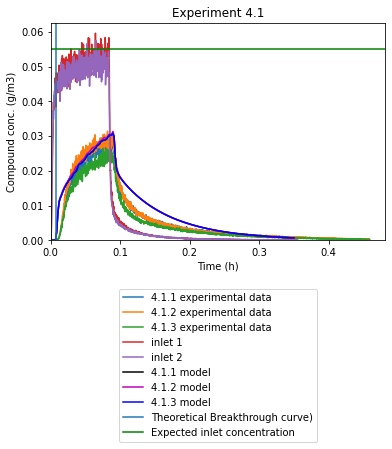 Experiment 4.1
Compound conc. (g/m3)
0.06
0.05
0.04
0.03
0.02
0.01
0.00
0.0 0.1 0.2 0.3 0.4
Time (h)
4.1.1 experimental data
4.1.2 experimental data
4.1.3 experimental data
inlet 1
inlet 2
4.1.1 model
4.1.2 model
4.1.3 model
Theoretical Breakthrough curve)
Expected inlet concentration